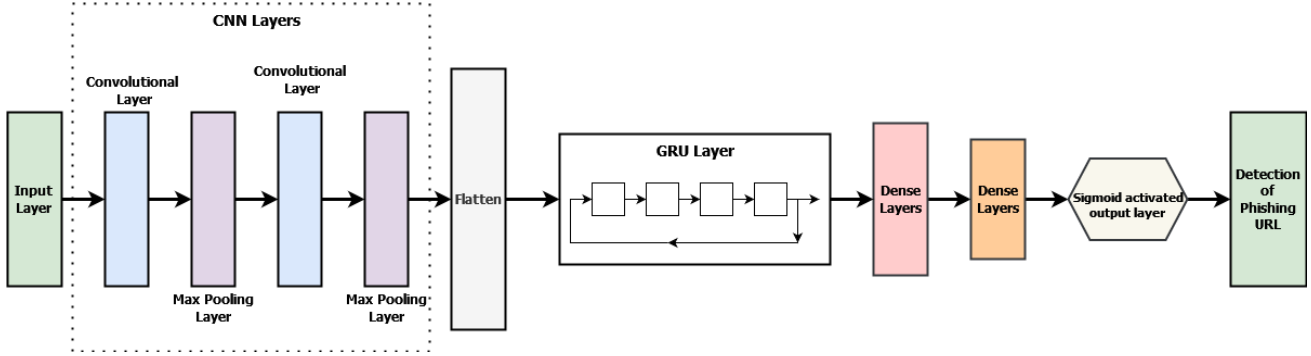 CNN Layers
Convolutional
Layer
Convolutional
Layer
Input
Layer
Max Pooling
Layer
Max Pooling
Layer
Flatten
GRU Layer
Dense
Layers
Dense
Layers
Sigmoid activated
output layer
Detection
of
Phishing
URL